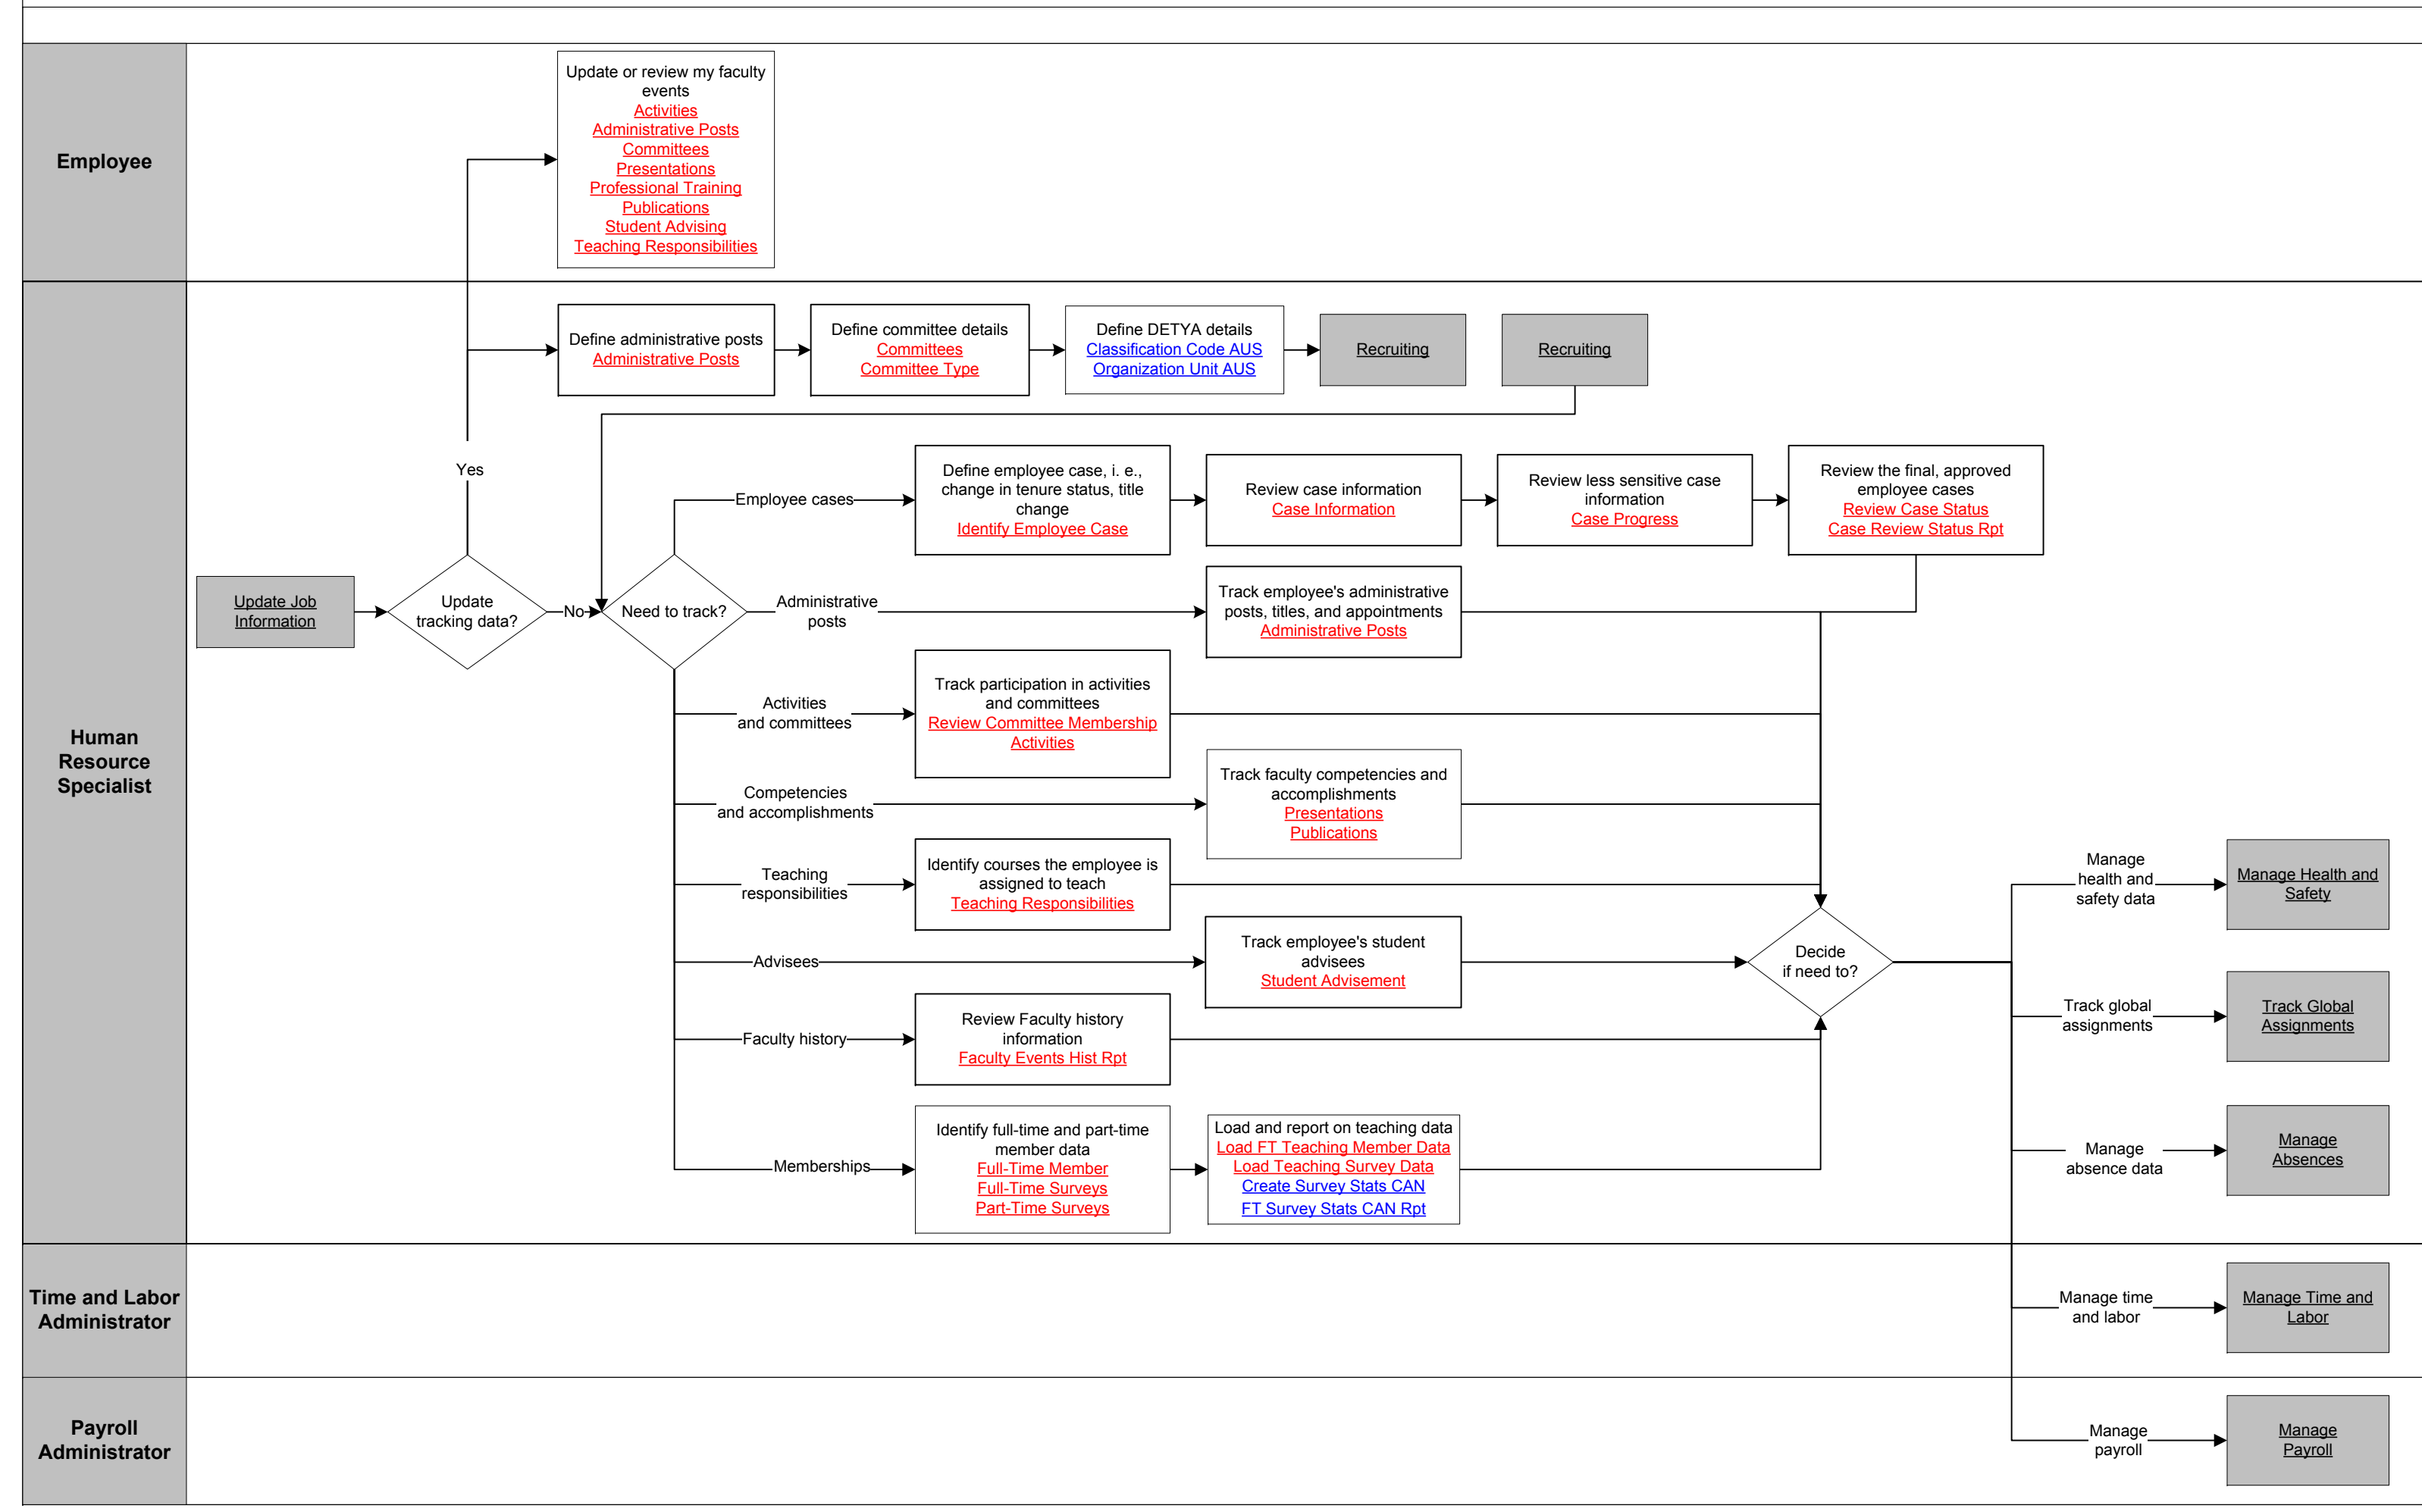 Employee
Update or review my faculty
events
Activities
Administrative Posts
Committees
Presentations
Professional Training
Publications
Student Advising
Teaching Responsibilities
Human
Resource
Specialist
Define administrative posts
Administrative Posts
Define committee details
Committees
Committee Type
Define DETYA details
Classification Code AUS
Organization Unit AUS
Recruiting
Recruiting
Yes
Update Job
Information
Update
tracking data?
No
Need to track?
Employee cases
Define employee case, i. e.,
change in tenure status, title
change
Identify Employee Case
Review case information
Case Information
Review less sensitive case
information
Case Progress
Review the final, approved
employee cases
Review Case Status
Case Review Status Rpt
Administrative
posts
Track employee's administrative
posts, titles, and appointments
Administrative Posts
Activities
and committees
Track participation in activities
and committees
Review Committee Membership
Activities
Competencies
and accomplishments
Track faculty competencies and
accomplishments
Presentations
Publications
Teaching
responsibilities
Identify courses the employee is
assigned to teach
Teaching Responsibilities
Advisees
Track employee's student
advisees
Student Advisement
Faculty history
Review Faculty history
information
Faculty Events Hist Rpt
Memberships
Identify full-time and part-time
member data
Full-Time Member
Full-Time Surveys
Part-Time Surveys
Load and report on teaching data
Load FT Teaching Member Data
Load Teaching Survey Data
Create Survey Stats CAN
FT Survey Stats CAN Rpt
Decide
if need to?
Manage
health and
safety data
Manage Health and
Safety
Track global
assignments
Track Global
Assignments
Manage
absence data
Manage
Absences
Time and Labor
Administrator
Manage time
and labor
Manage Time and
Labor
Payroll
Administrator
Manage
payroll
Manage
Payroll